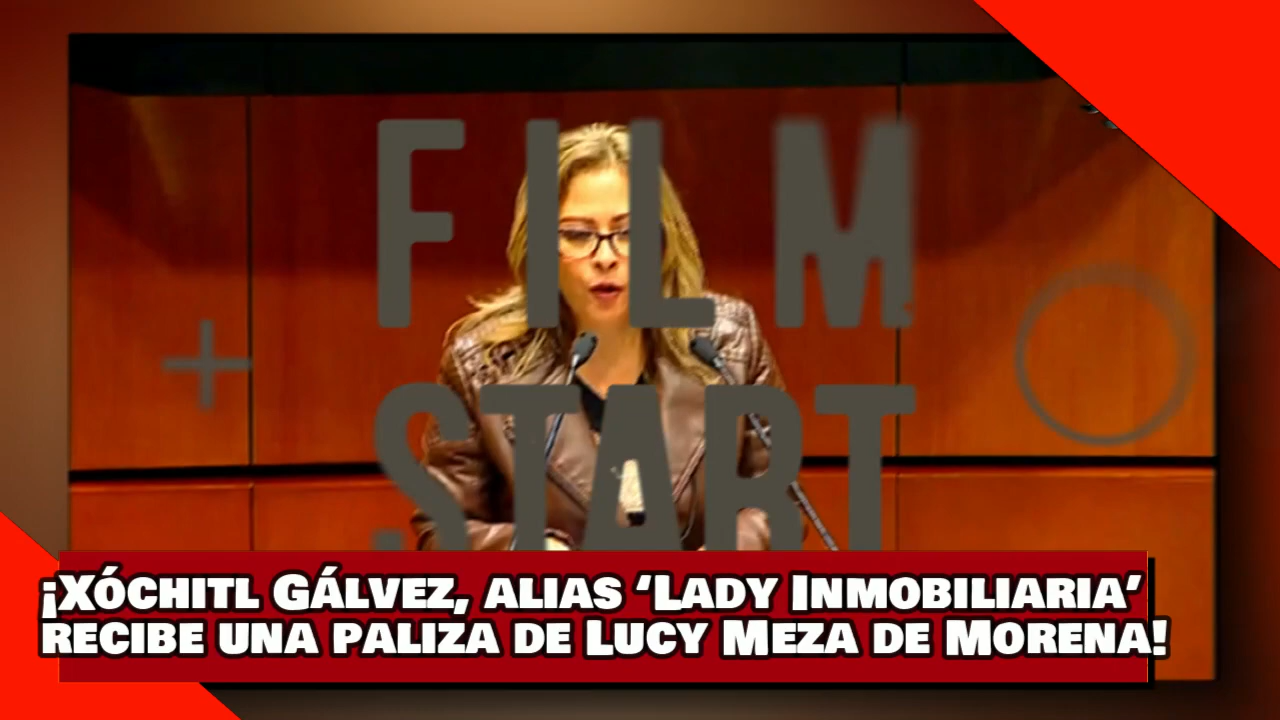 FILM
START
¡XÓCHITL GÁLVEZ, ALIAS ‘LADY INMOBILIARIA’
RECIBE UNA PALIZA DE LUCY MEZA DE MORENA!